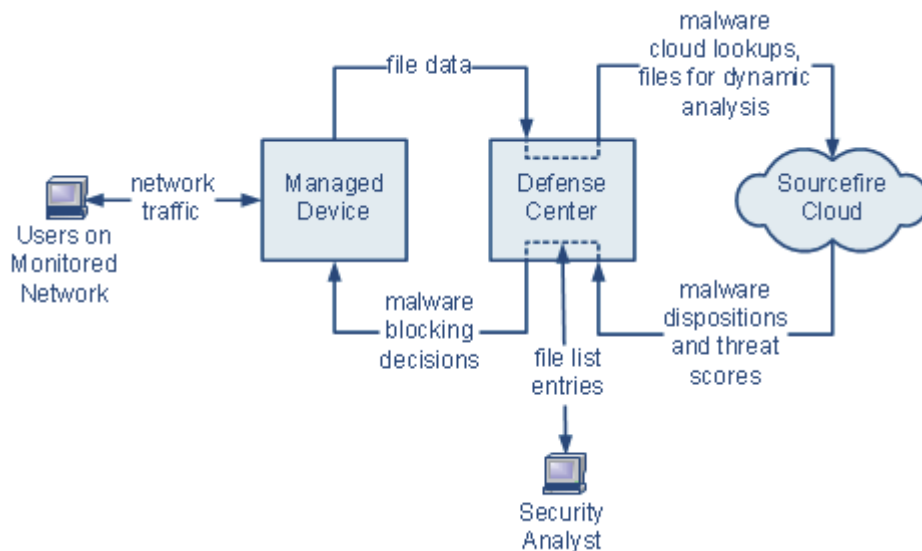 malware
cloud lookups,
files for dynamic
analysis
file data
network
traffic
Managed
Device
Defense
Center
Sourcefire
Cloud
Users on
Monitored
Network
malware
blocking
decisions
file list
entries
malware
dispositions
and threat
scores
Security
Analyst